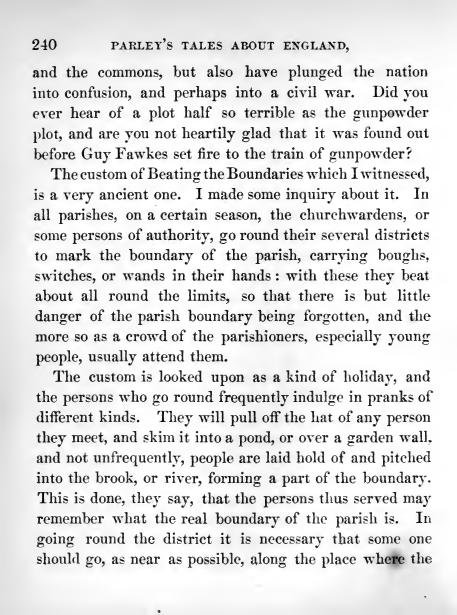 240 PARLEY'S TALES ABOUT ENGLAND,
and the commons, but also have plunged the nation
into confusion, and perhaps into a civil war. Did you
ever hear of a plot half so terrible as the gunpowder
plot, and are you not heartily glad that it was found out
before Guy Fawkes set fire to the train of gunpowder?
The custom of Beating the Boundaries which I witnessed,
is a very ancient one. I made some inquiry about it. In
all parishes, on a certain season, the churchwardens, or
some persons of authority, go round their several districts
to mark the boundary of the parish, carrying boughs,
switches, or wands in their hands: with these they beat
about all round the limits, so that there is but little
danger of the parish boundary being forgotten, and the
more so as a crowd of the parishioners, especially young
people, usually attend them.
The custom is looked upon as a kind of holiday, and
the persons who go round frequently indulge in pranks of
different kinds. They will pull off the hat of any person
they meet, and skim it into a pond, or over a garden wall,
and not unfrequently, people are laid hold of and pitched
into the brook, or river, forming a part of the boundary.
This is done, they say, that the persons thus served may
remember what the real boundary of the parish is. In
going round the district it is necessary that some one
should go, as near as possible, along the place where the